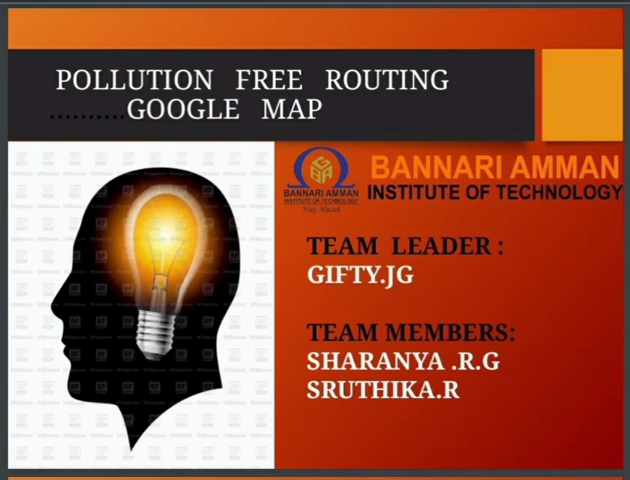 POLLUTION FREE ROUTING
..........GOOGLE MAP
BANNARI AMMAN
INSTITUTE OF TECHNOLOGY
Stay Ahead
BANNARI AMMAN
INSTITUTE OF TECHNOLOGY
TEAM LEADER :
GIFTY.JG
TEAM MEMBERS:
SHARANYA .R.G
SRUTHIKA.R